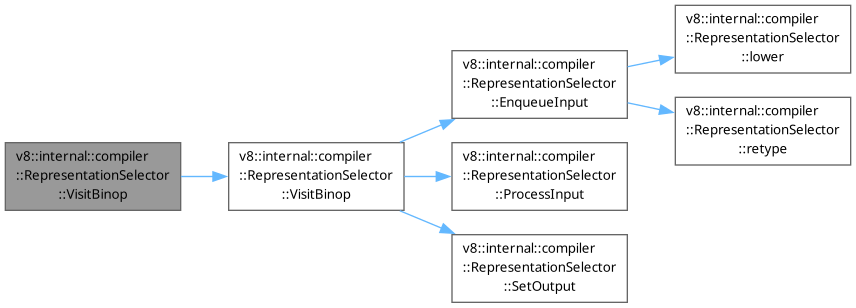 v8::internal::compiler
::RepresentationSelector
::VisitBinop
v8::internal::compiler
::RepresentationSelector
::VisitBinop
v8::internal::compiler
::RepresentationSelector
::EnqueueInput
v8::internal::compiler
::RepresentationSelector
::lower
v8::internal::compiler
::RepresentationSelector
::retype
v8::internal::compiler
::RepresentationSelector
::ProcessInput
v8::internal::compiler
::RepresentationSelector
::SetOutput